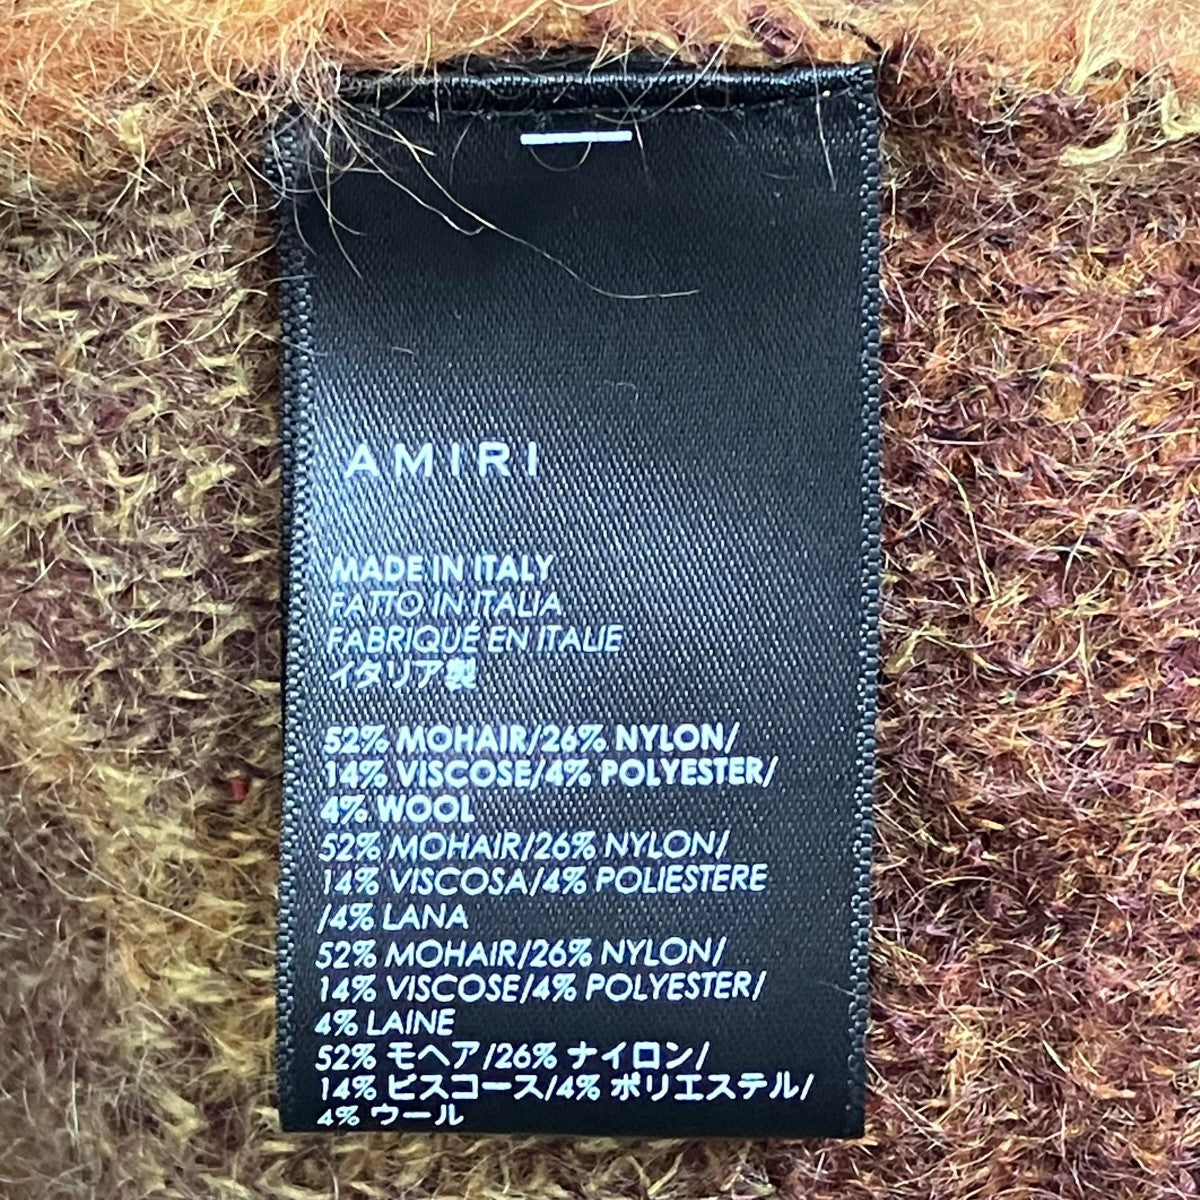 AMIRI
MADE IN ITALY
FATTO IN ITALIA
FABRIQUÉ EN ITALIE
イタリア製
52% MOHAIR/26% NYLON/
14% VISCOSE/4% POLYESTER/
4% WOOL
52% MOHAIR/26% NYLON/
14% VISCOSA/4% POLIESTERE
/4% LANA
52% MOHAIR/26% NYLON/
14% VISCOSE/4% POLYESTER/
4% LAINE
52% モヘア/26% ナイロン/
14% ビスコース/4% ポリエステル/
4% ウール